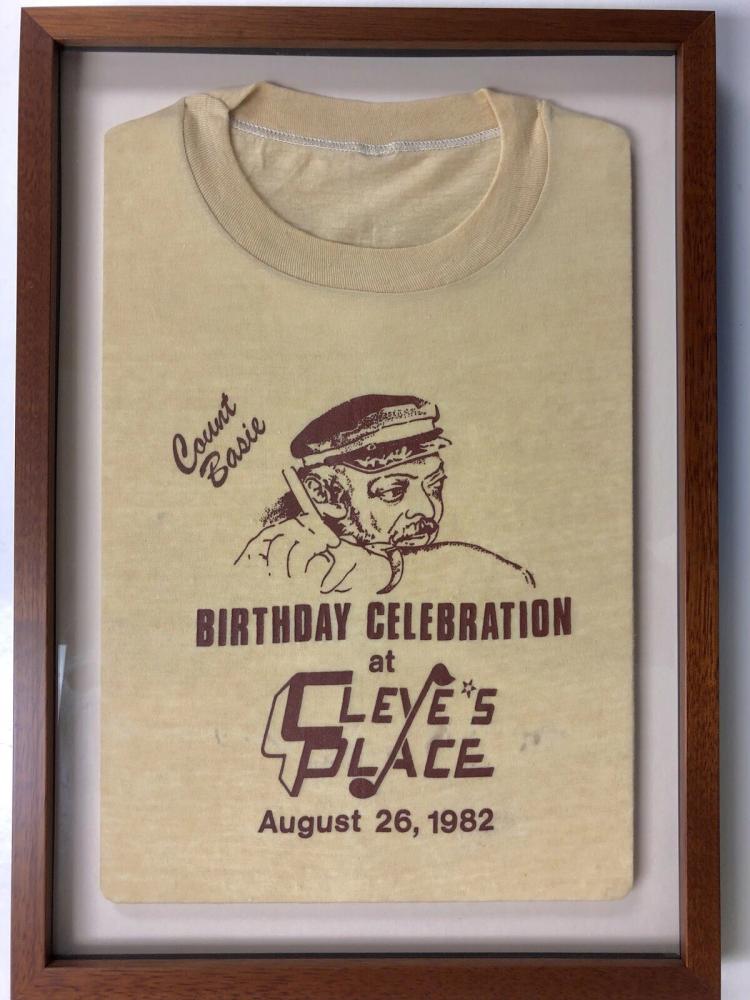 Count
Basie
BIRTHDAY CELEBRATION
at
CLEVE'S
PLACE
August 26, 1982